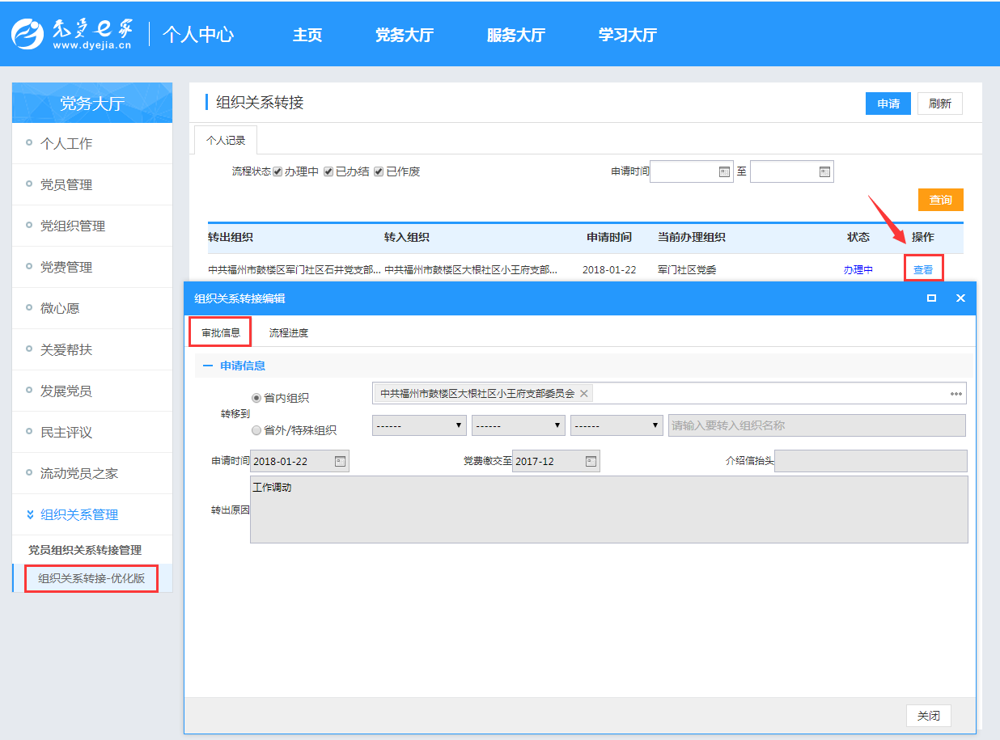 www.dyejia.cn
个人中心
主页
党务大厅
服务大厅
学习大厅
党务大厅
个人工作
党员管理
党组织管理
党费管理
微心愿
关爱帮扶
发展党员
民主评议
流动党员之家
组织关系管理
党员组织关系转接管理
组织关系转接-优化版
组织关系转接
申请
刷新
个人记录
流程状态 办理中 已办结 已作废
申请时间 至
查询
转出组织 转入组织 申请时间 当前办理组织 状态 操作
中共福州市鼓楼区军门社区石井党支部... 中共福州市鼓楼区大根社区小王府支部... 2018-01-22 军门社区党委 办理中 查看
组织关系转接编辑
审批信息 流程进度
申请信息
转移到
省内组织 中共福州市鼓楼区大根社区小王府支部委员会
省外/特殊组织 ------ ------ ------ 请输入要转入组织名称
申请时间 2018-01-22 党费缴交至 2017-12 介绍信抬头
转出原因 工作调动
关闭